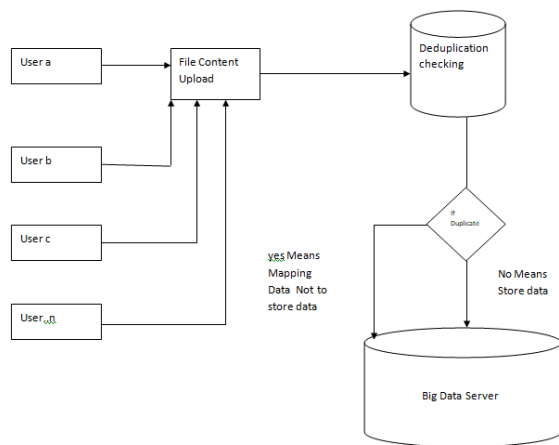 User a
File Content
Upload
Deduplication
checking
User b
User c
User..n
If
Duplicate
yes Means
Mapping
Data Not to
store data
No Means
Store data
Big Data Server